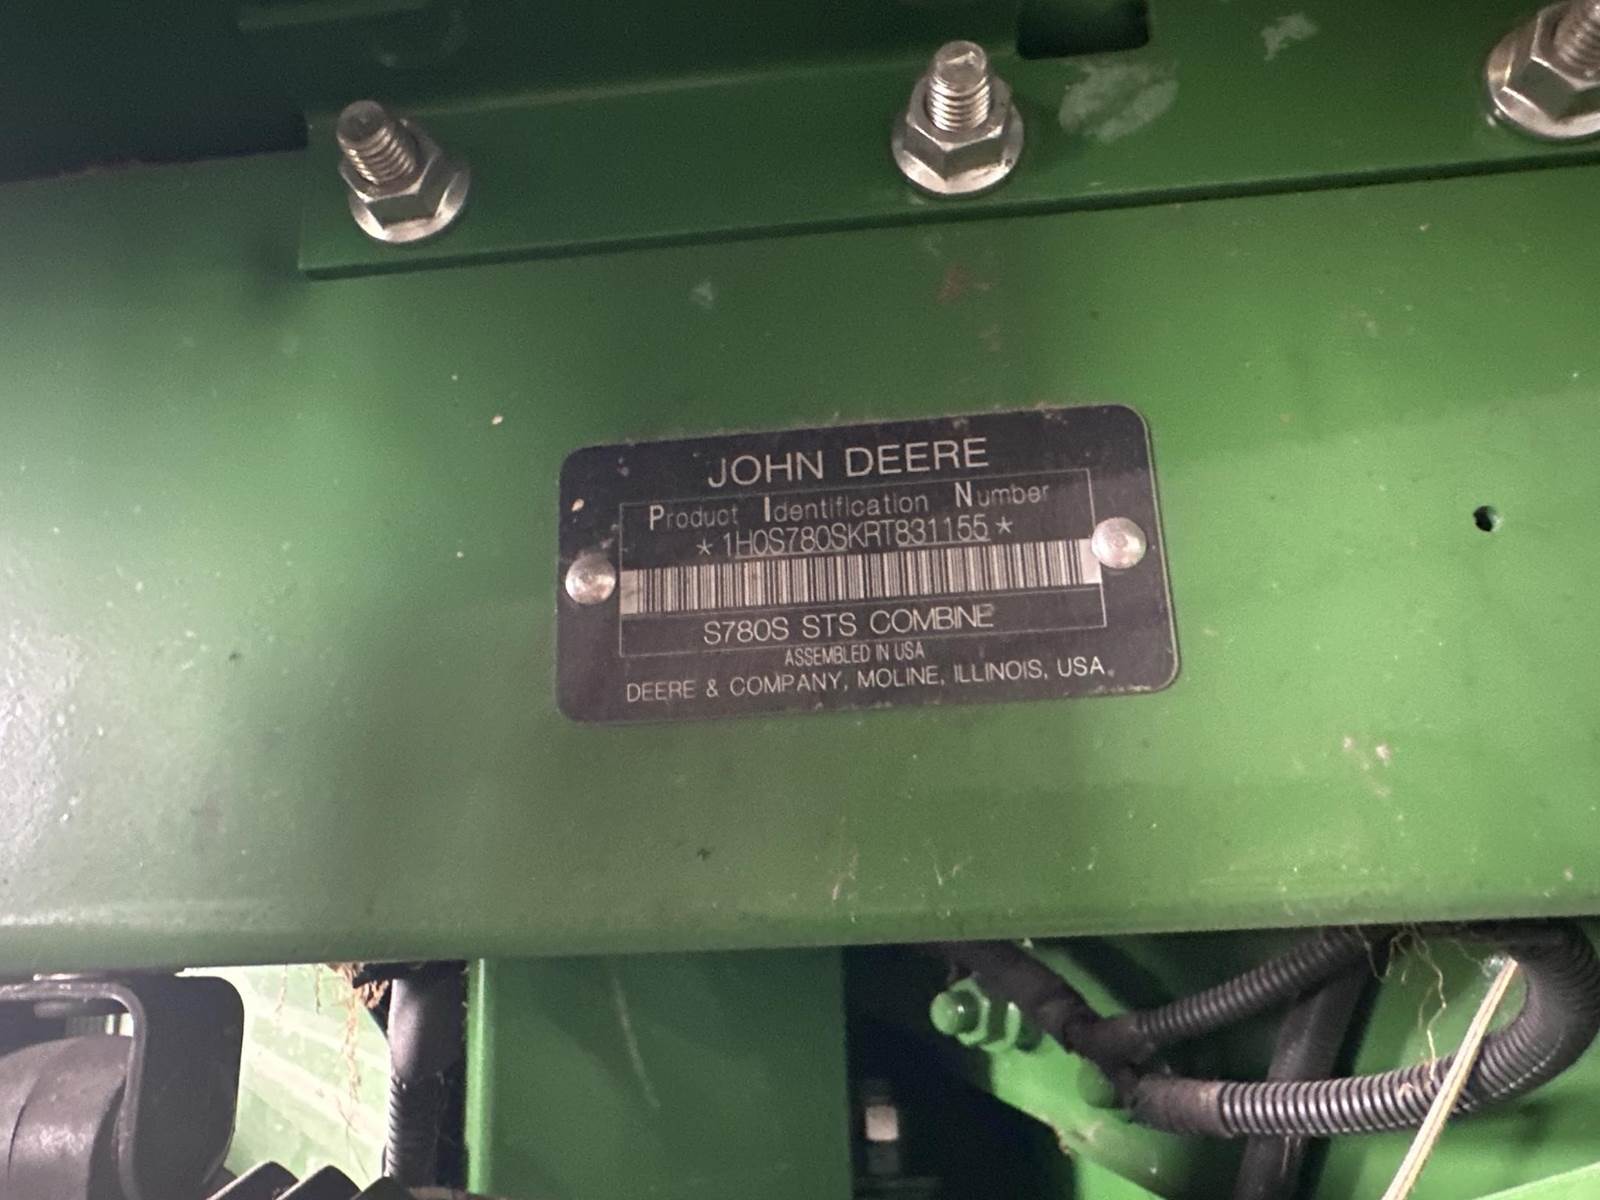 JOHN DEERE
Product Identification Number
*1H0S780SKRT831155*
S780S STS COMBINE
ASSEMBLED IN USA
DEERE & COMPANY, MOLINE, ILLINOIS, USA.